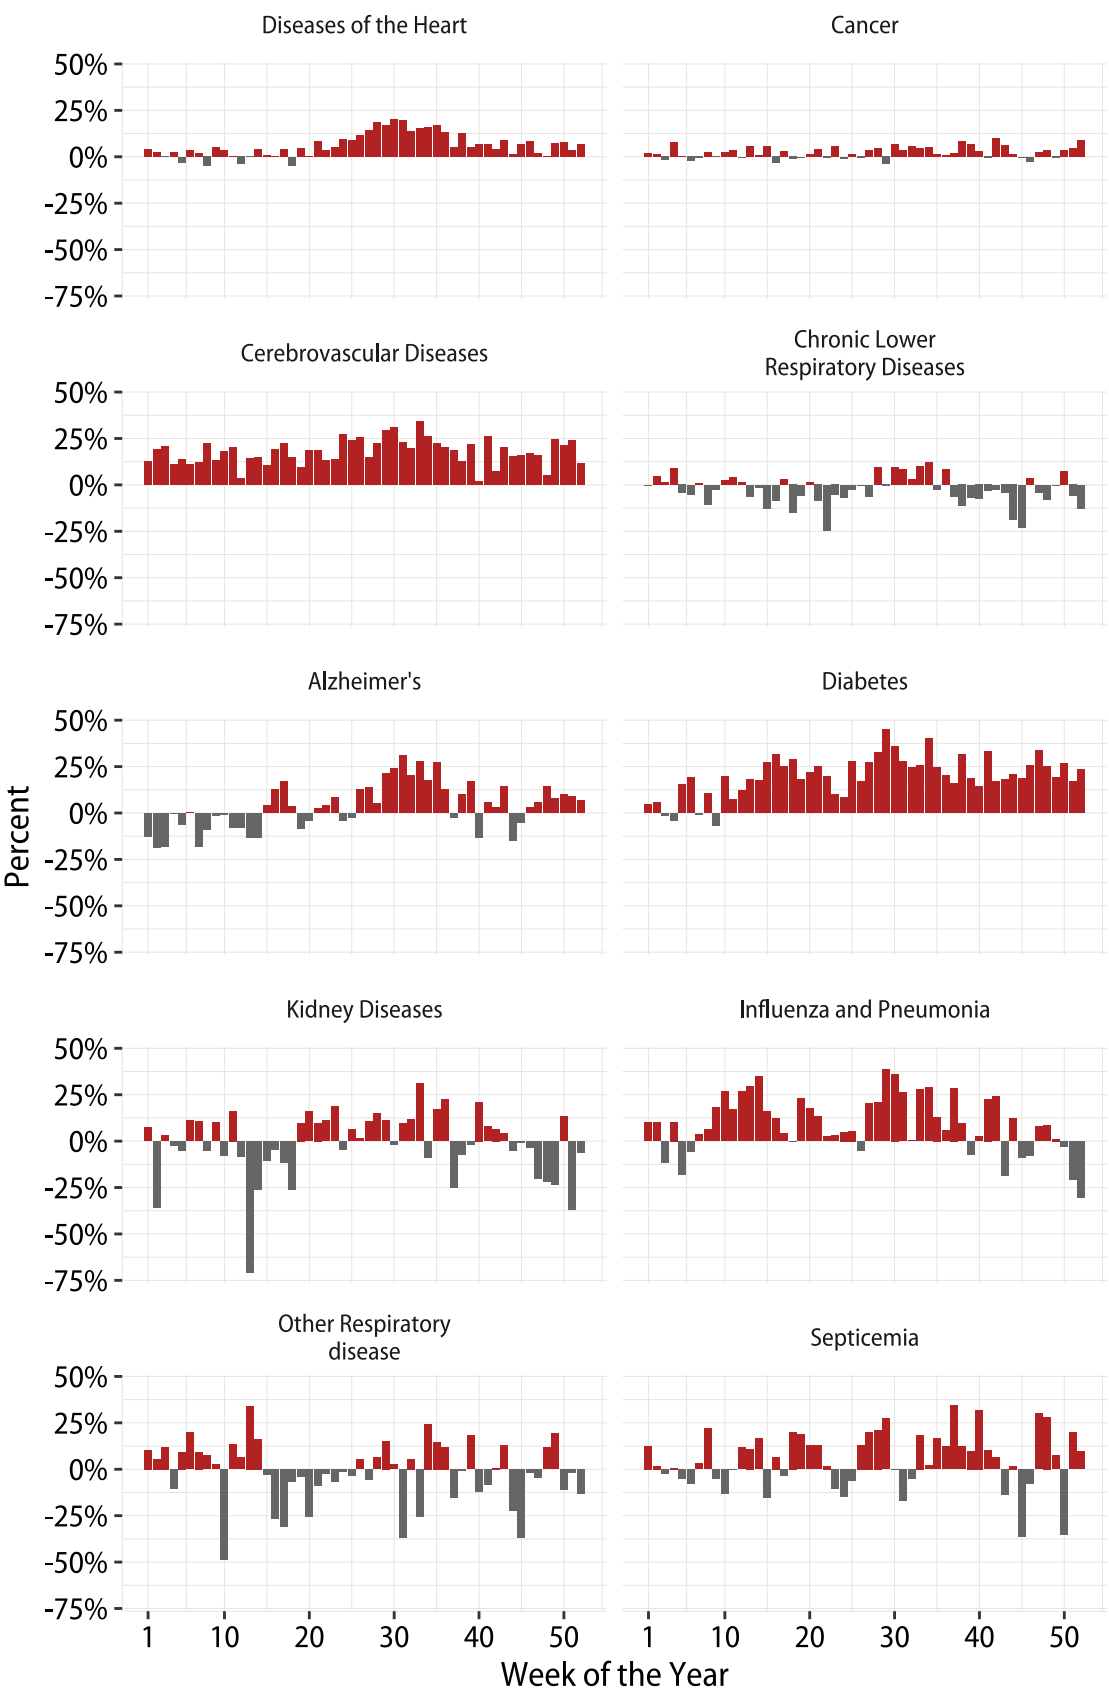 Diseases of the Heart
Cancer
50%
25%
0%
-25%
-50%
-75%
Cerebrovascular Diseases
Chronic Lower
Respiratory Diseases
50%
25%
0%
-25%
-50%
-75%
Alzheimer's
Diabetes
50%
25%
0%
-25%
-50%
-75%
Percent
Kidney Diseases
Influenza and Pneumonia
50%
25%
0%
-25%
-50%
-75%
Other Respiratory
disease
Septicemia
50%
25%
0%
-25%
-50%
-75%
1 10 20 30 40 50
1 10 20 30 40 50
Week of the Year